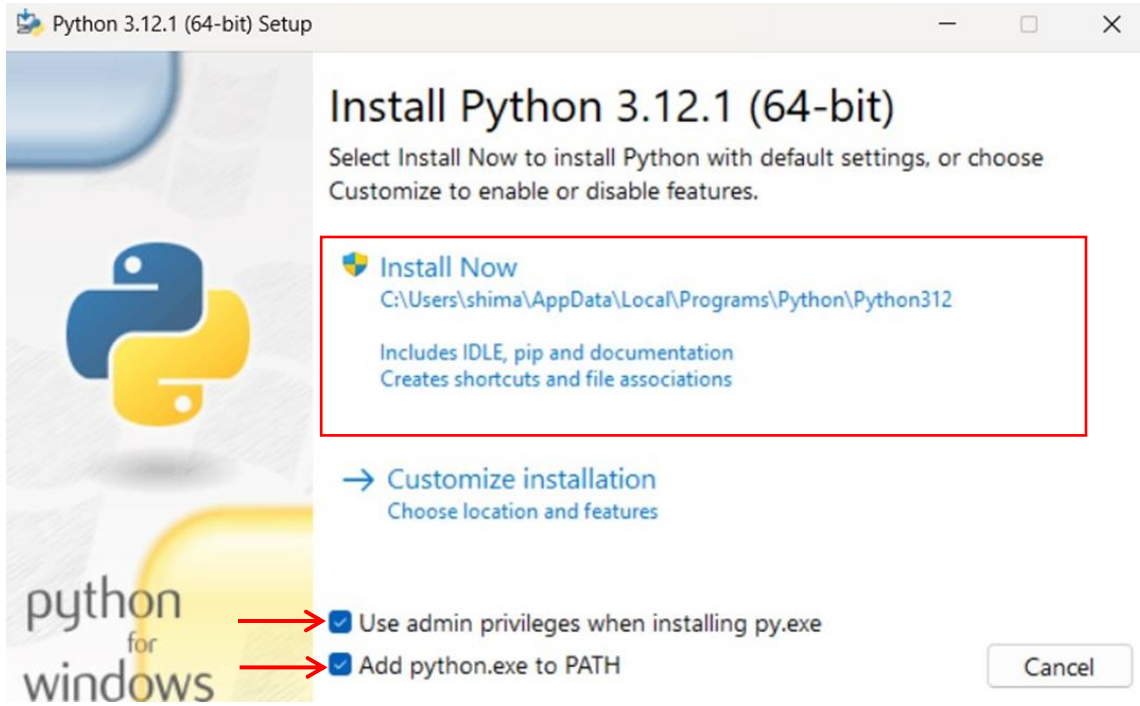 Python 3.12.1 (64-bit) Setup
Install Python 3.12.1 (64-bit)
Select Install Now to install Python with default settings, or choose
Customize to enable or disable features.
Install Now
C:\Users\shima\AppData\Local\Programs\Python\Python312
Includes IDLE, pip and documentation
Creates shortcuts and file associations
Customize installation
Choose location and features
Use admin privileges when installing py.exe
Add python.exe to PATH
Cancel
python
for
windows